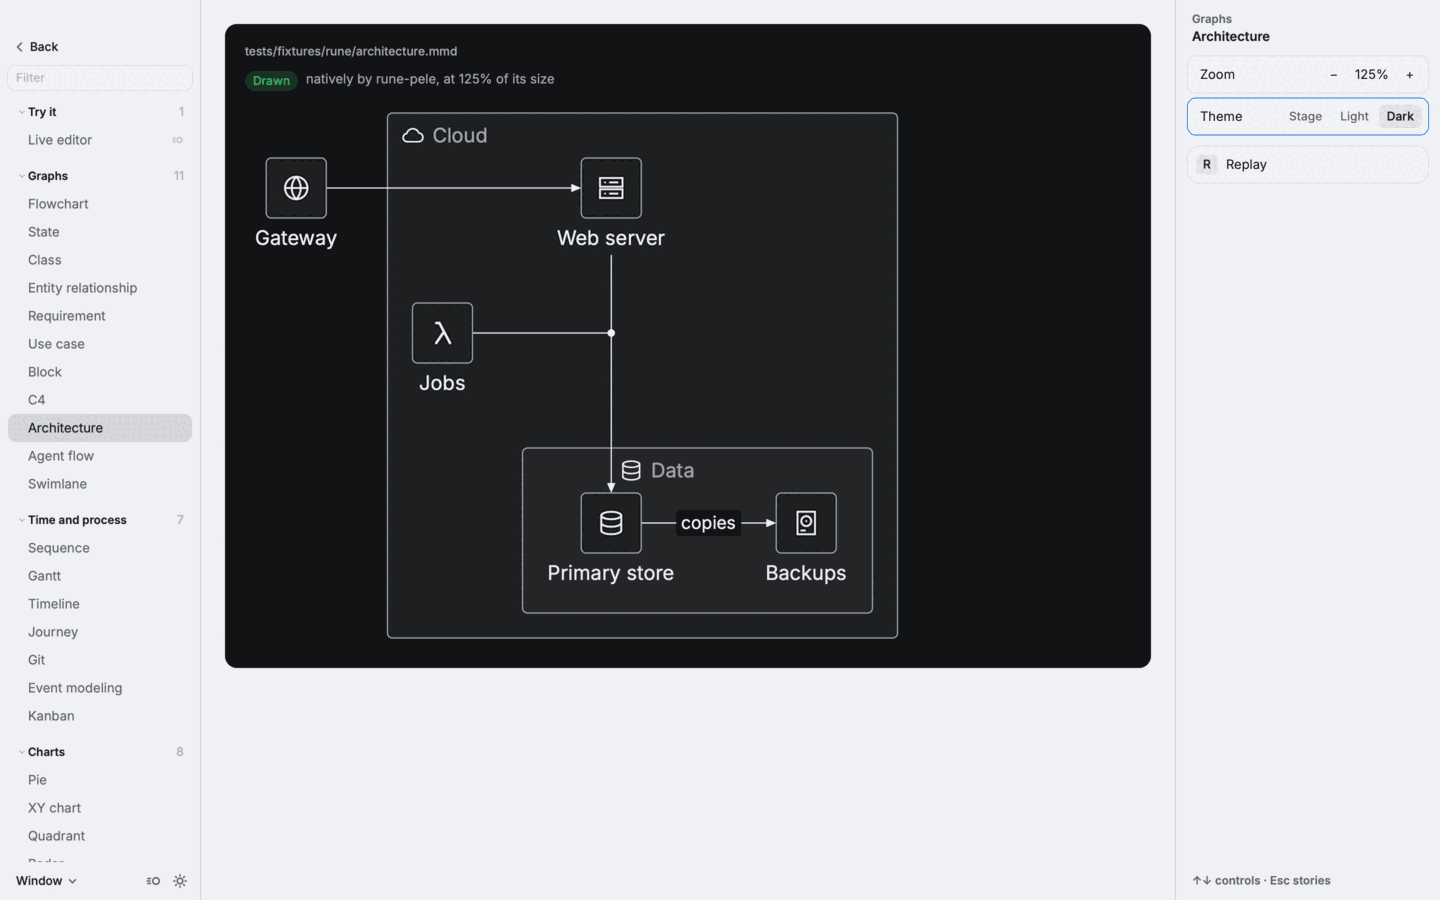 Back
Filter
Try it 1
Live editor
Graphs 11
Flowchart
State
Class
Entity relationship
Requirement
Use case
Block
C4
Architecture
Agent flow
Swimlane
Time and process 7
Sequence
Gantt
Timeline
Journey
Git
Event modeling
Kanban
Charts 8
Pie
XY chart
Quadrant
Window
tests/fixtures/rune/architecture.mmd
Drawn natively by rune-pele, at 125% of its size
Cloud
Gateway
Web server
λ
Jobs
Data
copies
Primary store
Backups
Graphs
Architecture
Zoom − 125% +
Theme Stage Light Dark
R Replay
↑↓ controls · Esc stories